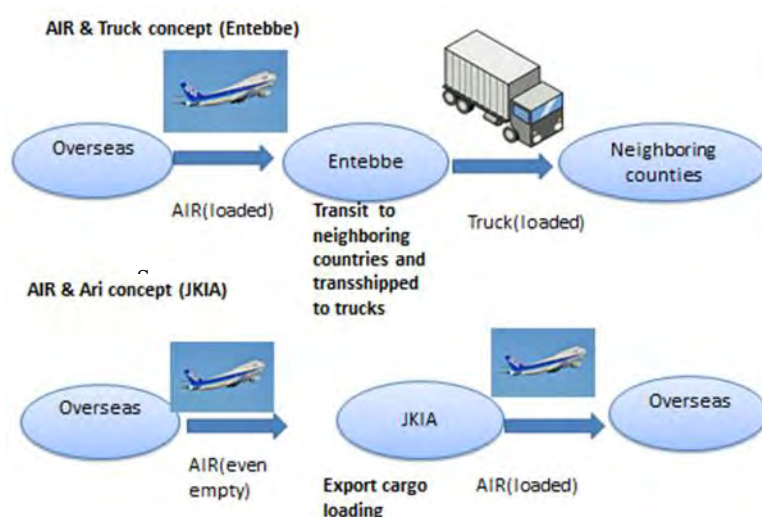 AIR & Truck concept (Entebbe)
Overseas
Entebbe
Neighboring
counties
AIR(loaded)
Transit to
neighboring
countries and
transshipped
to trucks
Truck(loaded)
AIR & Ari concept (JKIA)
Overseas
JKIA
Overseas
AIR(even
empty)
Export cargo
loading
AIR(loaded)